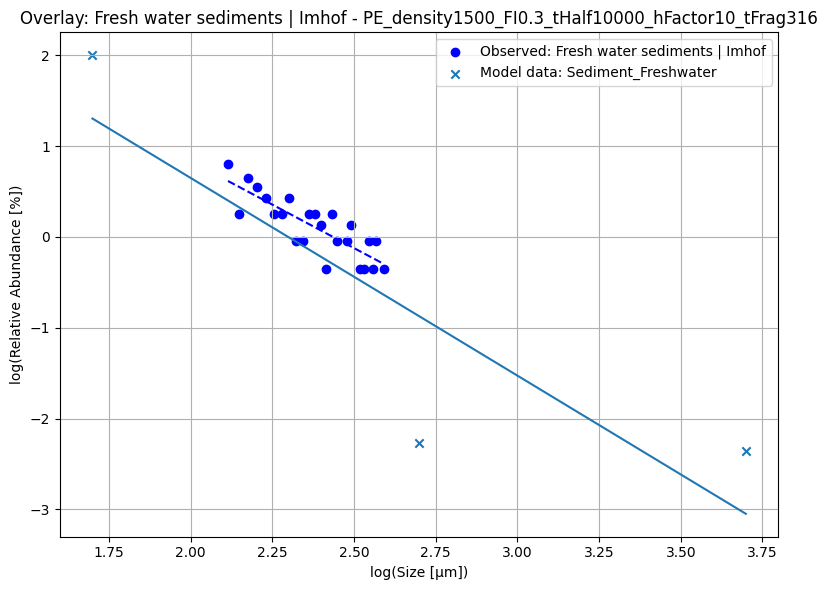 Overlay: Fresh water sediments | Imhof - PE_density1500_FI0.3_tHalf10000_hFactor10_tFrag316
Observed: Fresh water sediments | Imhof
Model data: Sediment_Freshwater
log(Relative Abundance [%])
2
1
0
−1
−2
−3
1.75 2.00 2.25 2.50 2.75 3.00 3.25 3.50 3.75
log(Size [μm])